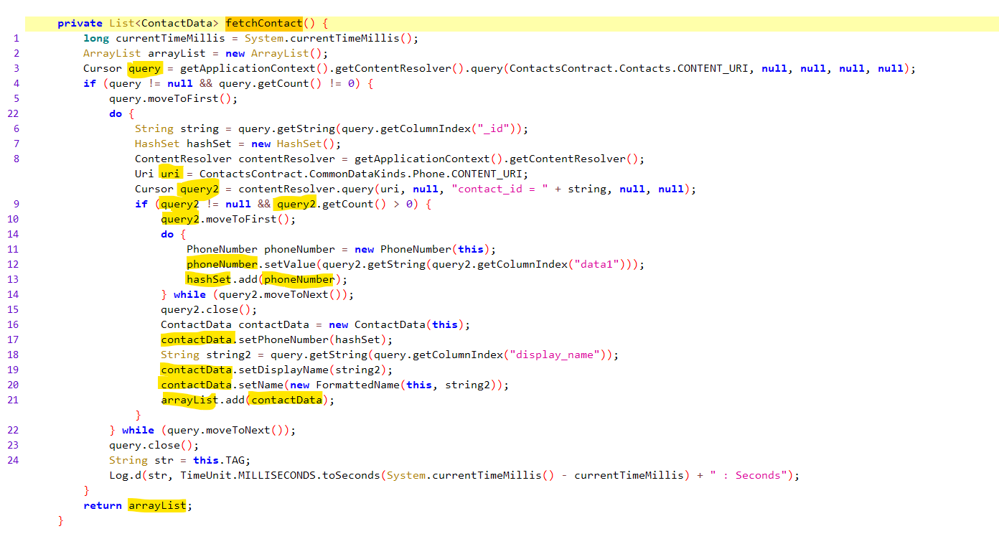 private List<ContactData> fetchContact() {
1 long currentTimeMillis = System.currentTimeMillis();
2 ArrayList arrayList = new ArrayList();
3 Cursor query = getApplicationContext().getContentResolver().query(ContactsContract.Contacts.CONTENT_URI, null, null, null, null);
4 if (query != null && query.getCount() != 0) {
5 query.moveToFirst();
22 do {
6 String string = query.getString(query.getColumnIndex("_id"));
7 HashSet hashSet = new HashSet();
8 ContentResolver contentResolver = getApplicationContext().getContentResolver();
Uri uri = ContactsContract.CommonDataKinds.Phone.CONTENT_URI;
Cursor query2 = contentResolver.query(uri, null, "contact_id = " + string, null, null);
9 if (query2 != null && query2.getCount() > 0) {
10 query2.moveToFirst();
14 do {
11 PhoneNumber phoneNumber = new PhoneNumber(this);
12 phoneNumber.setValue(query2.getString(query2.getColumnIndex("data1")));
13 hashSet.add(phoneNumber);
14 } while (query2.moveToNext());
15 query2.close();
16 ContactData contactData = new ContactData(this);
17 contactData.setPhoneNumber(hashSet);
18 String string2 = query.getString(query.getColumnIndex("display_name"));
19 contactData.setDisplayName(string2);
20 contactData.setName(new FormattedName(this, string2));
21 arrayList.add(contactData);
}
22 } while (query.moveToNext());
23 query.close();
24 String str = this.TAG;
Log.d(str, TimeUnit.MILLISECONDS.toSeconds(System.currentTimeMillis() - currentTimeMillis) + " : Seconds");
}
return arrayList;
}